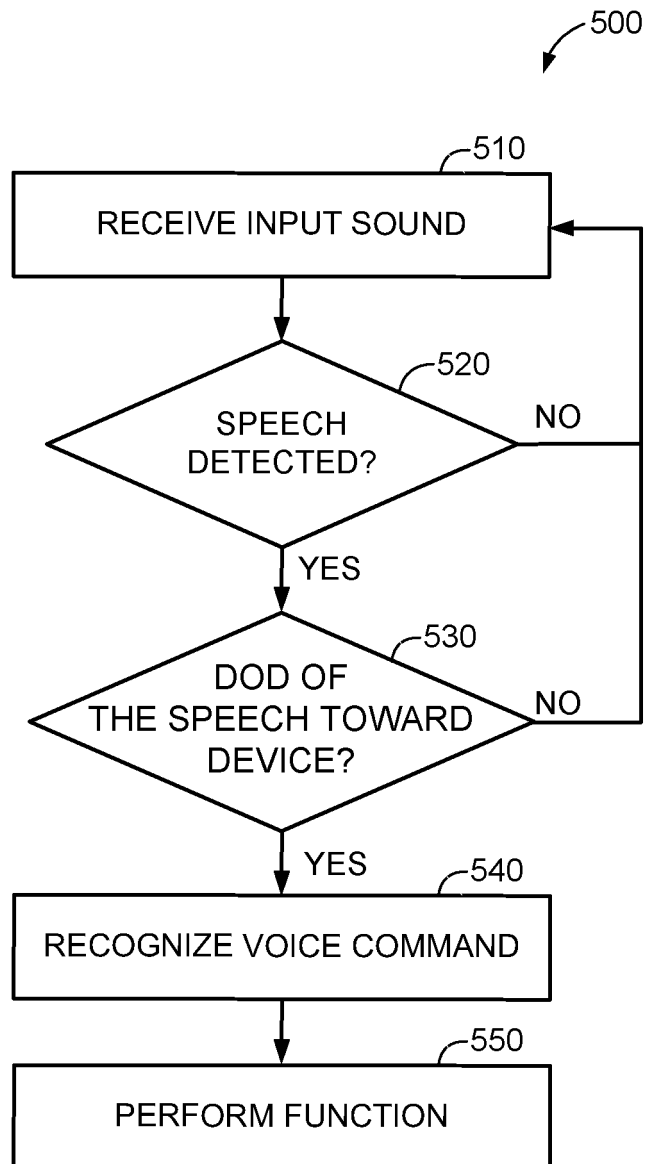 500
510
RECEIVE INPUT SOUND
520
SPEECH
DETECTED?
NO
YES
530
DOD OF
THE SPEECH TOWARD
DEVICE?
NO
YES
540
RECOGNIZE VOICE COMMAND
550
PERFORM FUNCTION